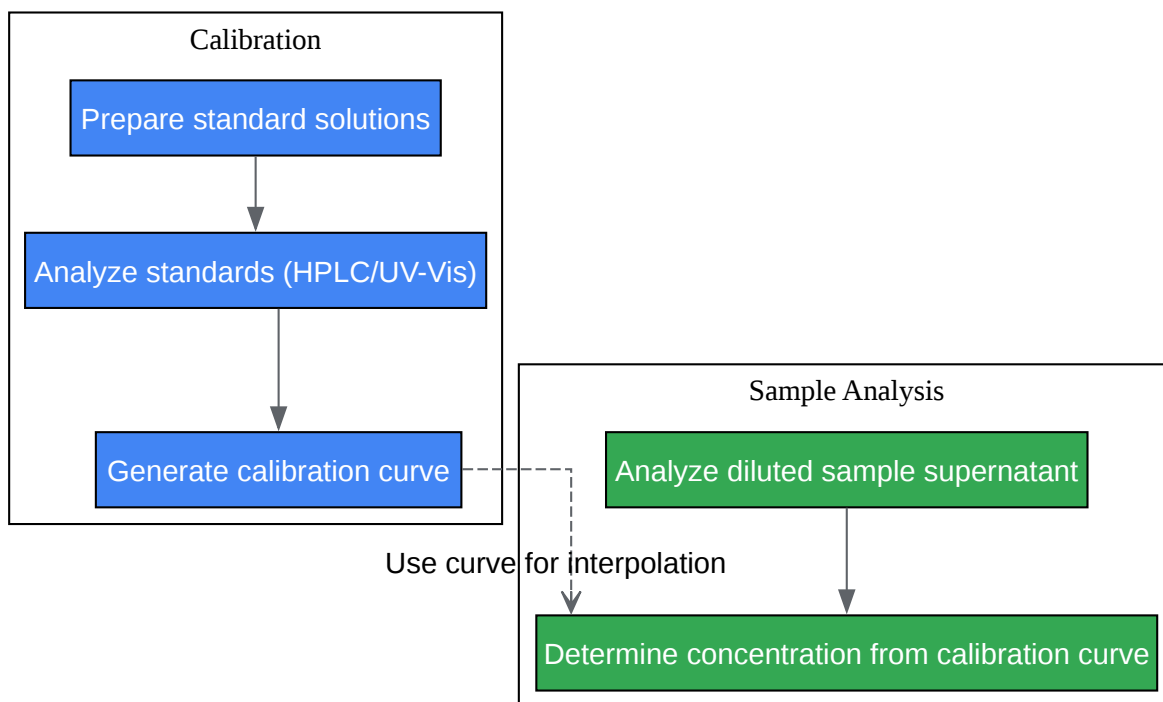 Calibration
Prepare standard solutions
Analyze standards (HPLC/UV-Vis)
Generate calibration curve
Use curve for interpolation
Sample Analysis
Analyze diluted sample supernatant
Determine concentration from calibration curve